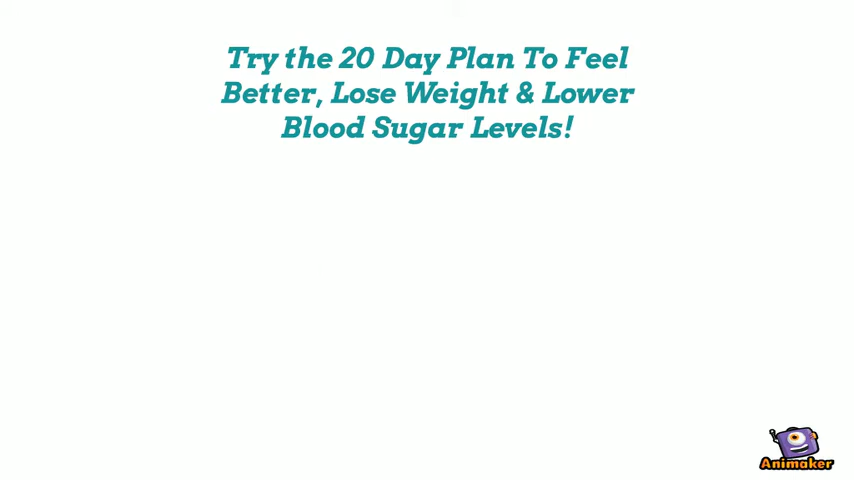 Try the 20 Day Plan To Feel
Better, Lose Weight & Lower
Blood Sugar Levels!
Animaker